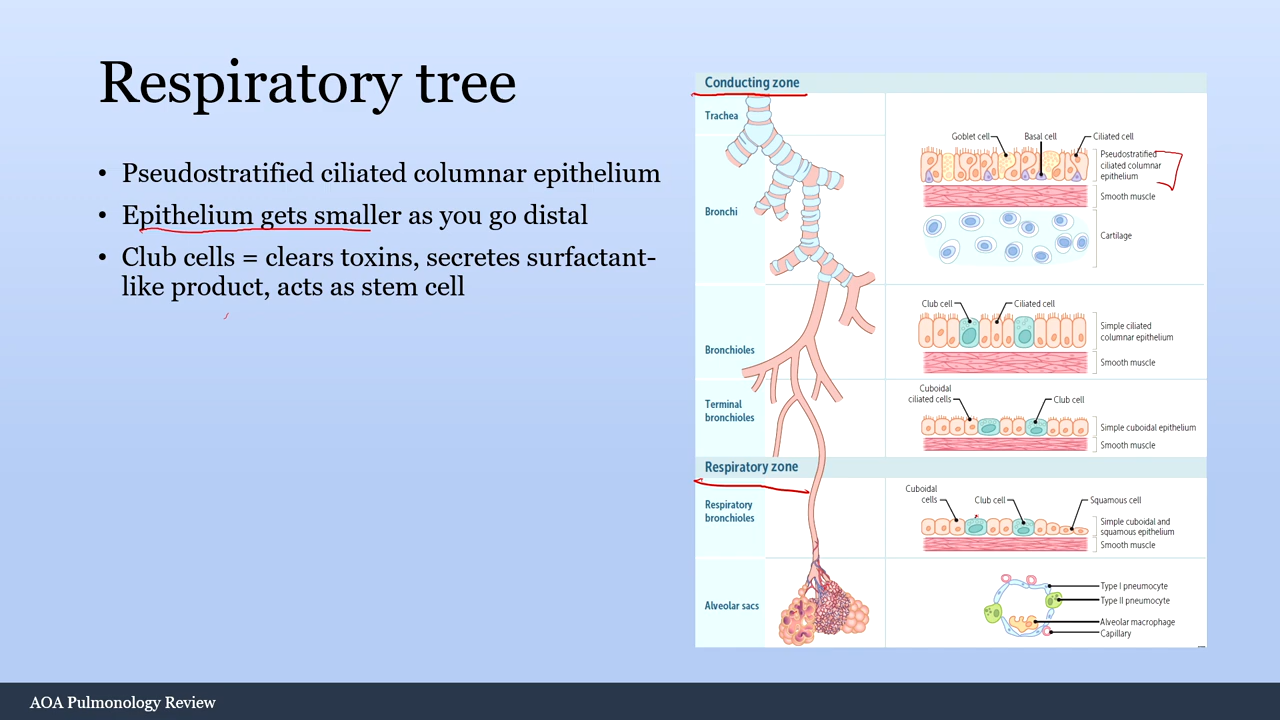 Respiratory tree
• Pseudostratified ciliated columnar epithelium
• Epithelium gets smaller as you go distal
• Club cells = clears toxins, secretes surfactant-
like product, acts as stem cell
Conducting zone
Trachea
Goblet cell
Basal cell
Ciliated cell
Pseudostratified
ciliated columnar
epithelium
Smooth muscle
Bronchi
Cartilage
Club cell
Ciliated cell
Simple ciliated
columnar epithelium
Bronchioles
Smooth muscle
Cuboidal
ciliated cells
Club cell
Terminal
bronchioles
Simple cuboidal epithelium
Smooth muscle
Respiratory zone
Cuboidal
cells
Club cell
Squamous cell
Respiratory
bronchioles
Simple cuboidal and
squamous epithelium
Smooth muscle
Type I pneumocyte
Type II pneumocyte
Alveolar sacs
Alveolar macrophage
Capillary
AOA Pulmonology Review